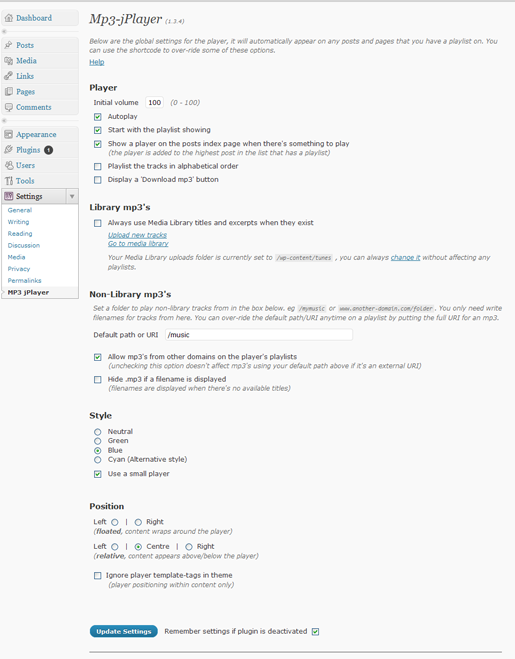 Dashboard
Posts
Media
Links
Pages
Comments
Appearance
Plugins 1
Users
Tools
Settings
General
Writing
Reading
Discussion
Media
Privacy
Permalinks
MP3 jPlayer
Mp3-jPlayer (1.3.4)
Below are the global settings for the player, it will automatically appear on any posts and pages that you have a playlist on. You
can use the shortcode to over-ride some of these options.
Help
Player
Initial volume 100 (0 - 100)
Autoplay
Start with the playlist showing
Show a player on the posts index page when there's something to play
(the player is added to the highest post in the list that has a playlist)
Playlist the tracks in alphabetical order
Display a 'Download mp3' button
Library mp3's
Always use Media Library titles and excerpts when they exist
Upload new tracks
Go to media library
Your Media Library uploads folder is currently set to /wp-content/tunes , you can always change it without affecting any
playlists.
Non-Library mp3's
Set a folder to play non-library tracks from in the box below. eg /mymusic or www.another-domain.com/folder. You only need write
filenames for tracks from here. You can over-ride the default path/URI anytime on a playlist by putting the full URI for an mp3.
Default path or URI /music
Allow mp3's from other domains on the player's playlists
(unchecking this option doesn't affect mp3's using your default path above if it's an external URI)
Hide .mp3 if a filename is displayed
(filenames are displayed when there's no available titles)
Style
Neutral
Green
Blue
Cyan (Alternative style)
Use a small player
Position
Left | Right
(floated, content wraps around the player)
Left | Centre | Right
(relative, content appears above/below the player)
Ignore player template-tags in theme
(player positioning within content only)
Update Settings Remember settings if plugin is deactivated